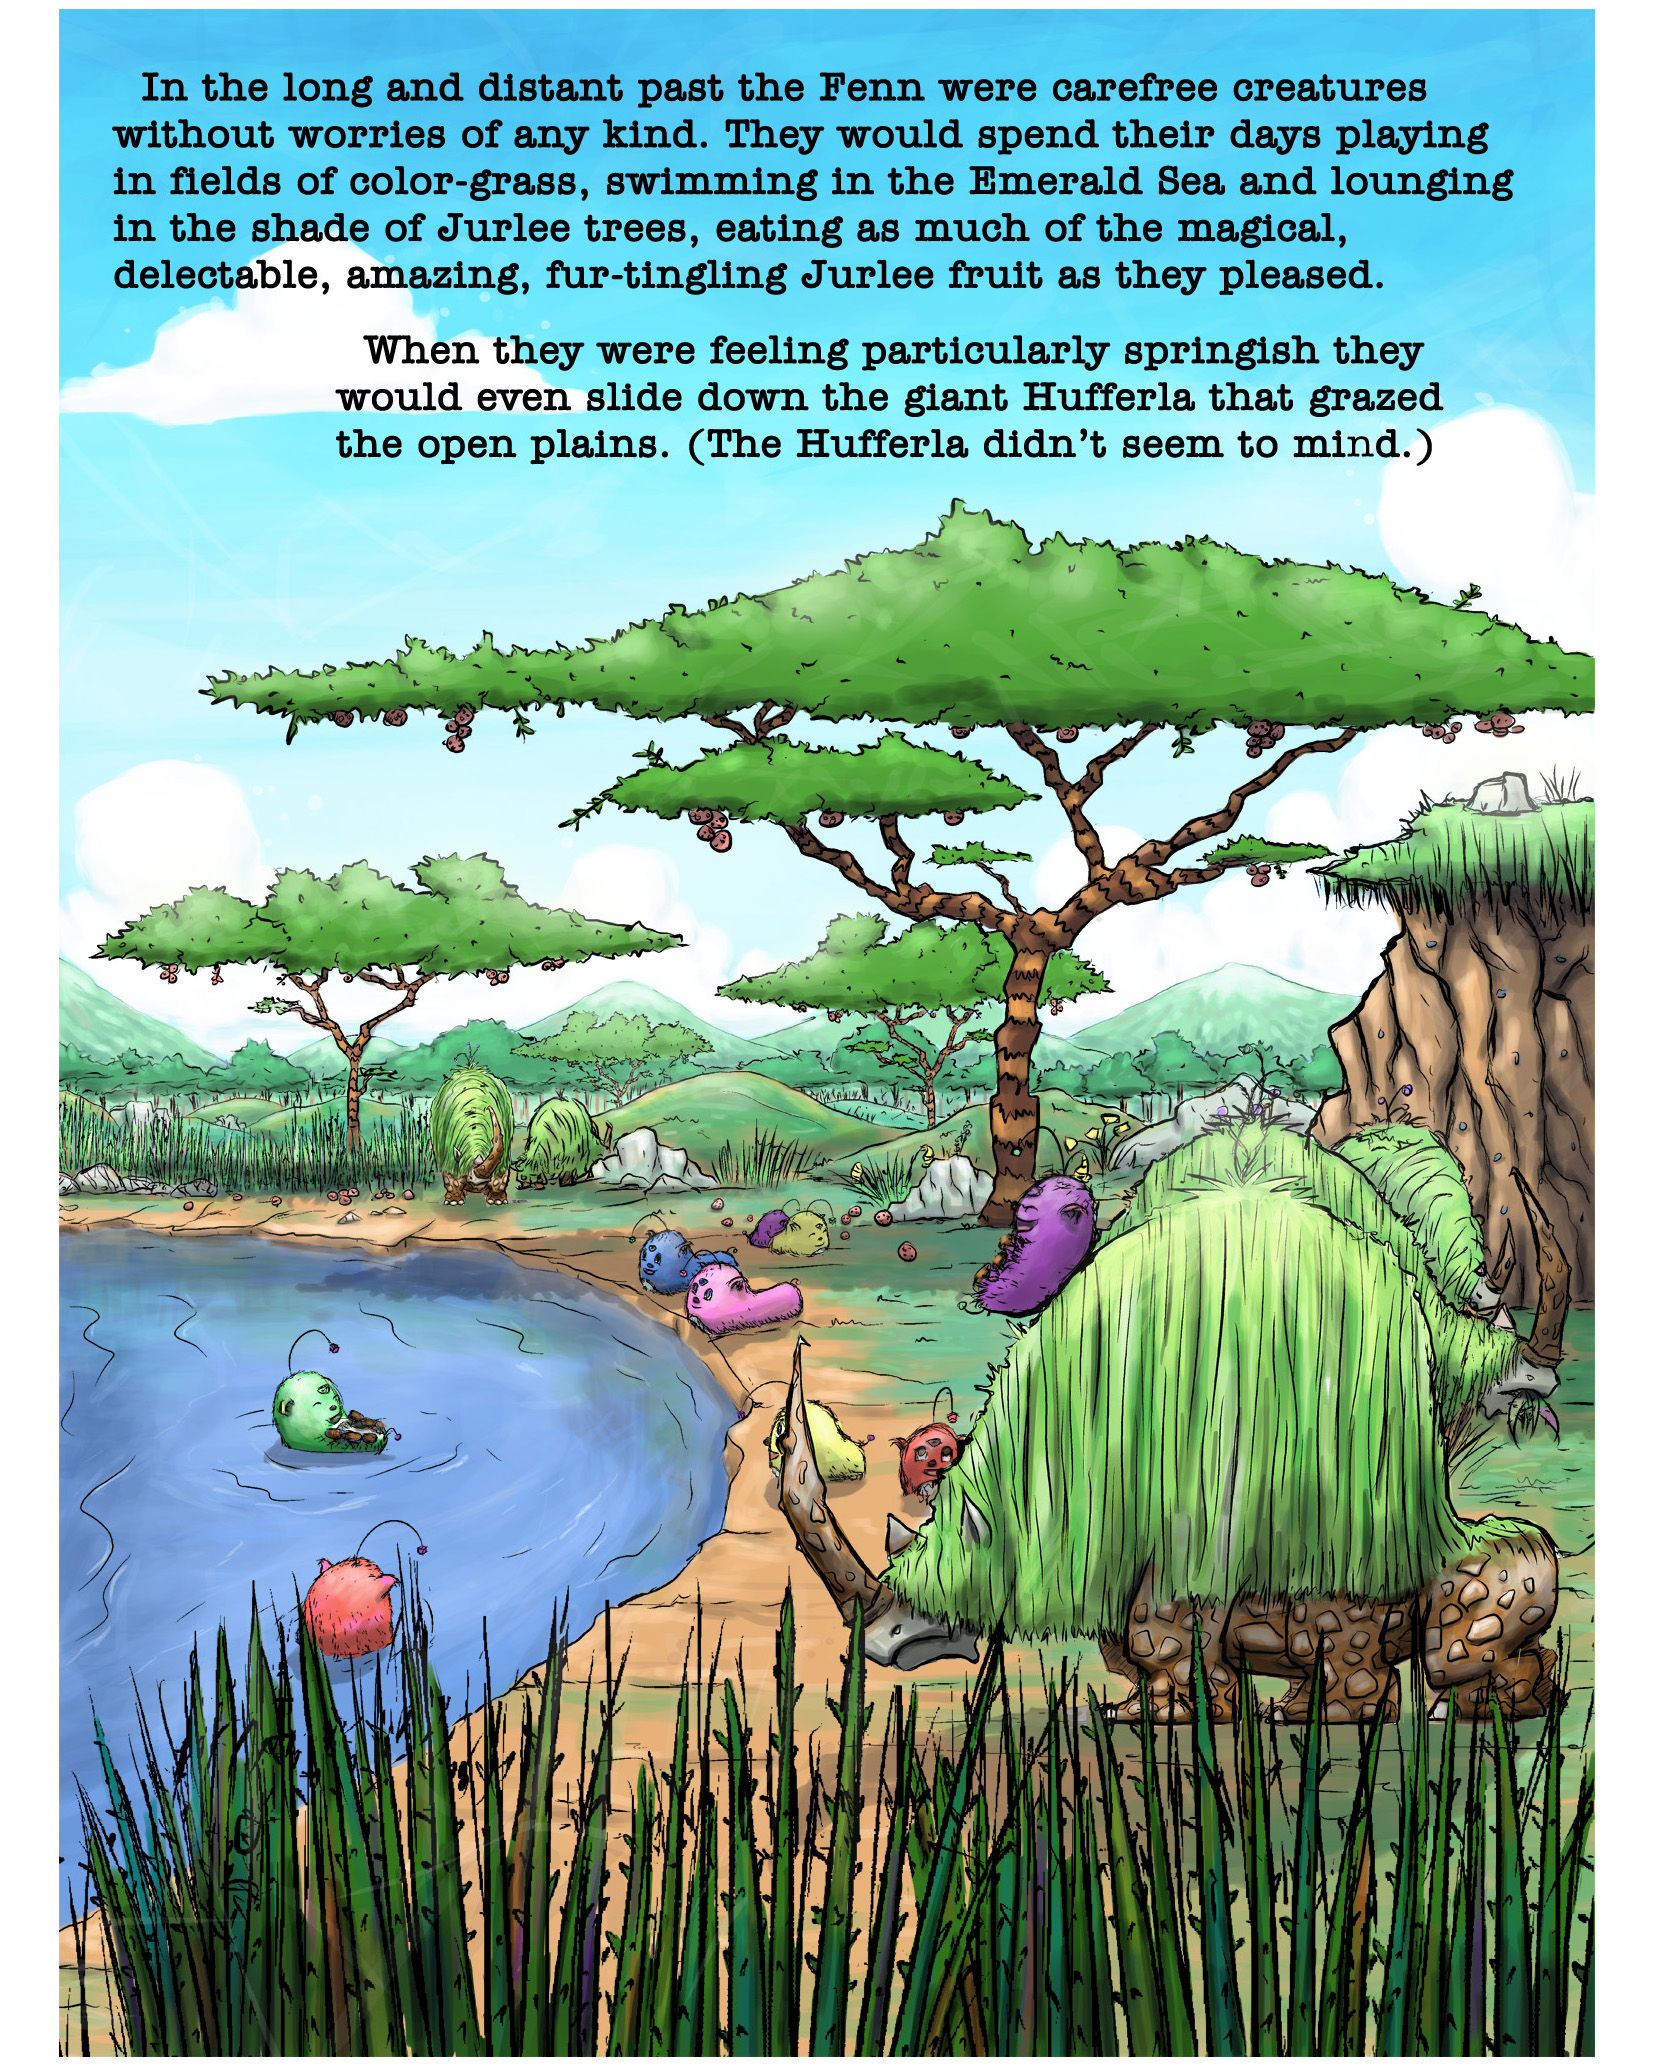 In the long and distant past the Fenn were carefree creatures
without worries of any kind. They would spend their days playing
in fields of color-grass, swimming in the Emerald Sea and lounging
in the shade of Jurlee trees, eating as much of the magical,
delectable, amazing, fur-tingling Jurlee fruit as they pleased.
When they were feeling particularly springish they
would even slide down the giant Hufferla that grazed
the open plains. (The Hufferla didn't seem to mind.)